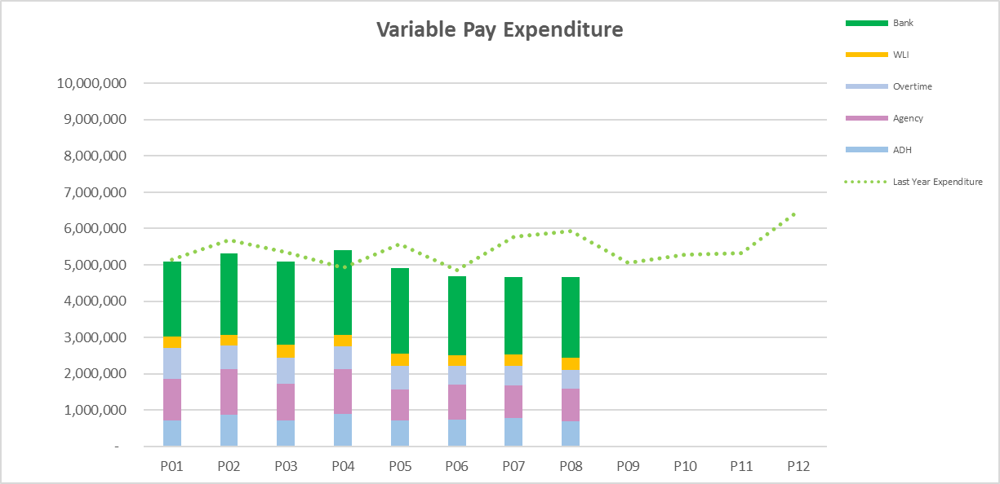 Variable Pay Expenditure
Bank
WLI
Overtime
Agency
ADH
Last Year Expenditure
10,000,000
9,000,000
8,000,000
7,000,000
6,000,000
5,000,000
4,000,000
3,000,000
2,000,000
1,000,000
-
P01 P02 P03 P04 P05 P06 P07 P08 P09 P10 P11 P12